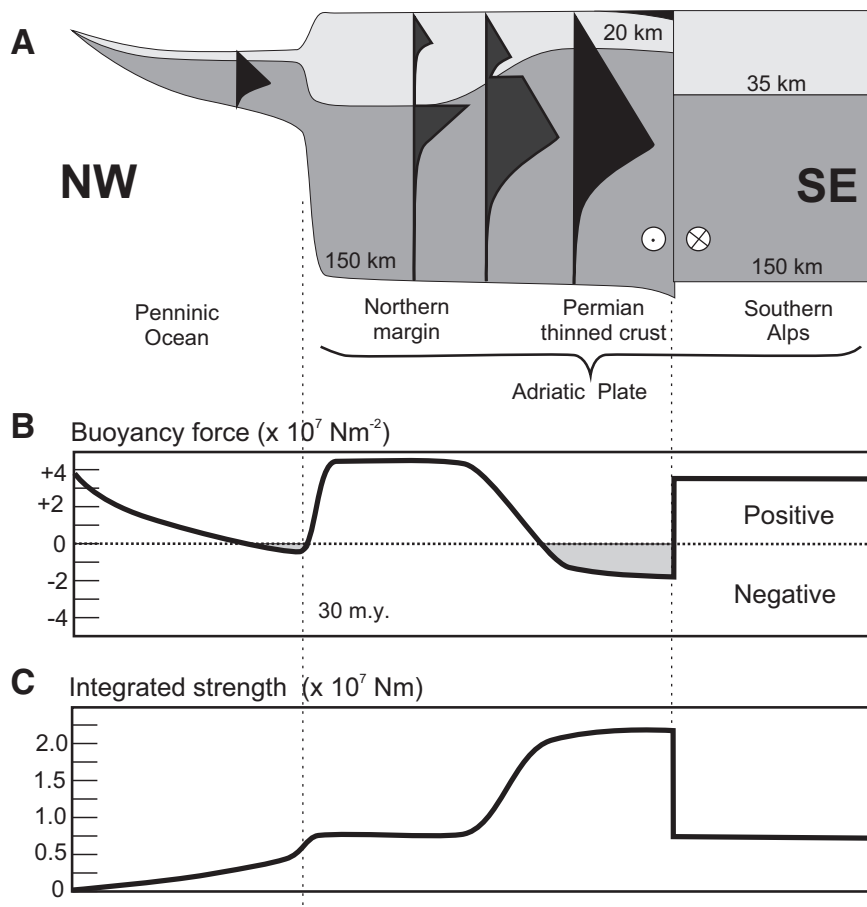 A
20 km
35 km
NW
SE
150 km
150 km
Penninic
Ocean
Northern
margin
Permian
thinned crust
Southern
Alps
Adriatic Plate
B
Buoyancy force (x 10⁷ Nm⁻²)
+4
+2
0
-2
-4
Positive
Negative
30 m.y.
C
Integrated strength (x 10⁷ Nm)
2.0
1.5
1.0
0.5
0